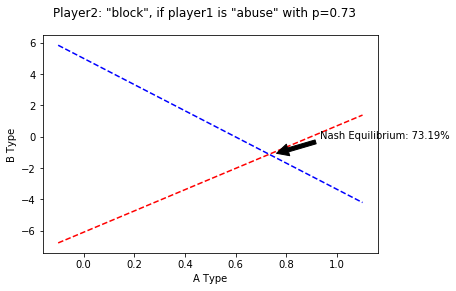 Player2: "block", if player1 is "abuse" with p=0.73
6
4
2
0
−2
−4
−6
B Type
Nash Equilibrium: 73.19%
0.0 0.2 0.4 0.6 0.8 1.0
A Type